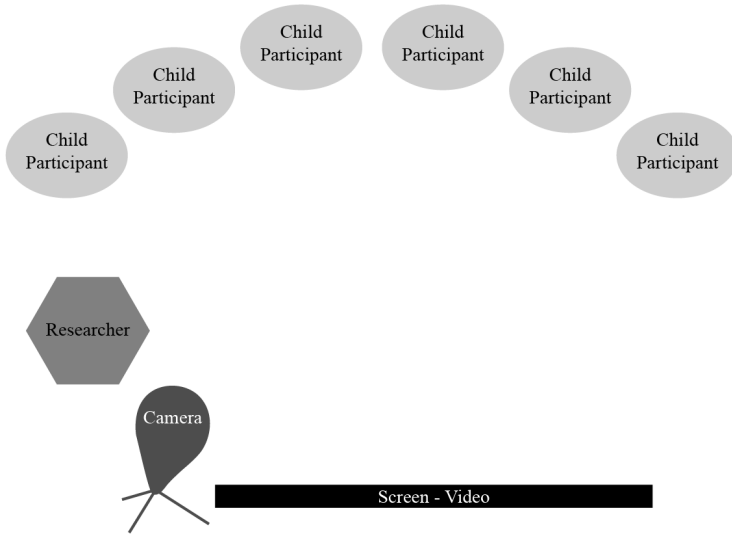 Child
Participant
Child
Participant
Child
Participant
Child
Participant
Child
Participant
Child
Participant
Researcher
Camera
Screen - Video